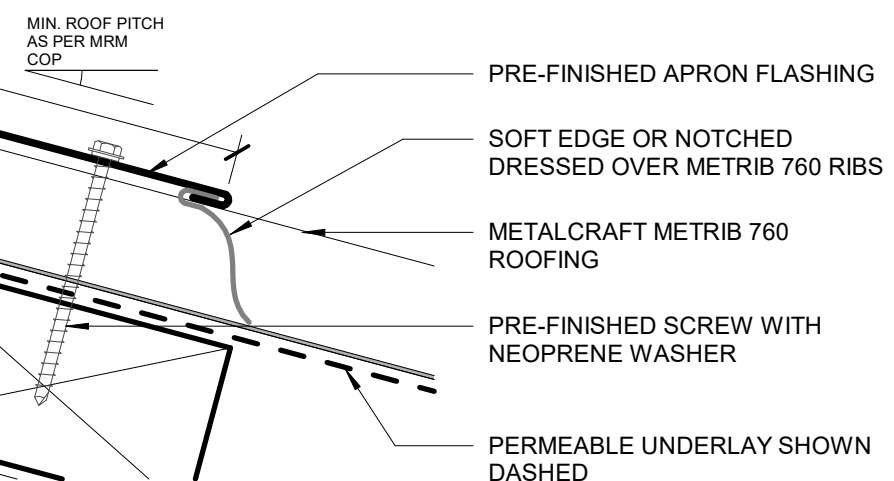 MIN. ROOF PITCH
AS PER MRM
COP
PRE-FINISHED APRON FLASHING
SOFT EDGE OR NOTCHED
DRESSED OVER METRIB 760 RIBS
METALCRAFT METRIB 760
ROOFING
PRE-FINISHED SCREW WITH
NEOPRENE WASHER
PERMEABLE UNDERLAY SHOWN
DASHED